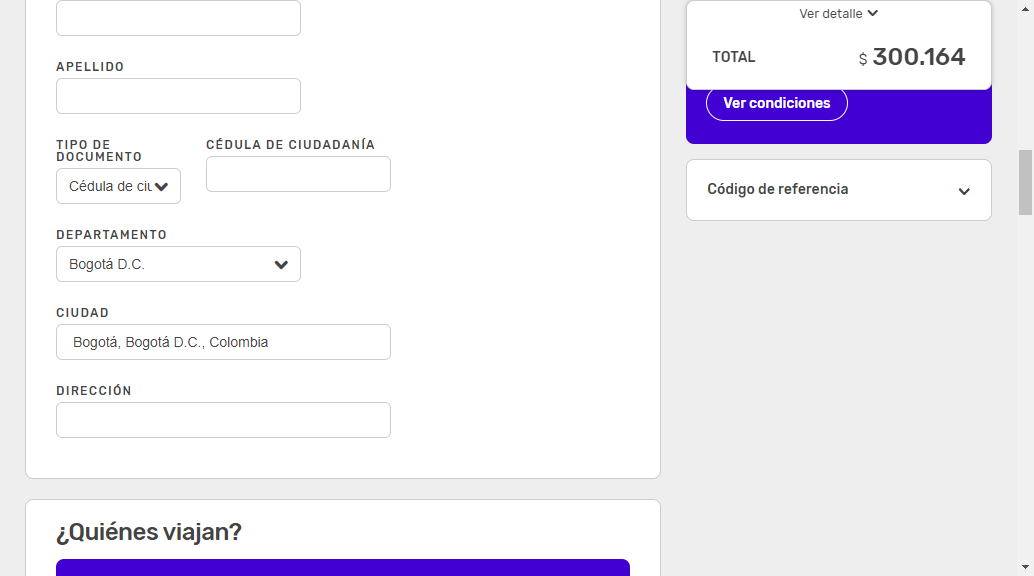 APELLIDO
TIPO DE
DOCUMENTO
CÉDULA DE CIUDADANÍA
Cédula de ciu
DEPARTAMENTO
Bogotá D.C.
CIUDAD
Bogotá, Bogotá D.C., Colombia
DIRECCIÓN
¿Quiénes viajan?
Ver detalle
TOTAL
$ 300.164
Ver condiciones
Código de referencia